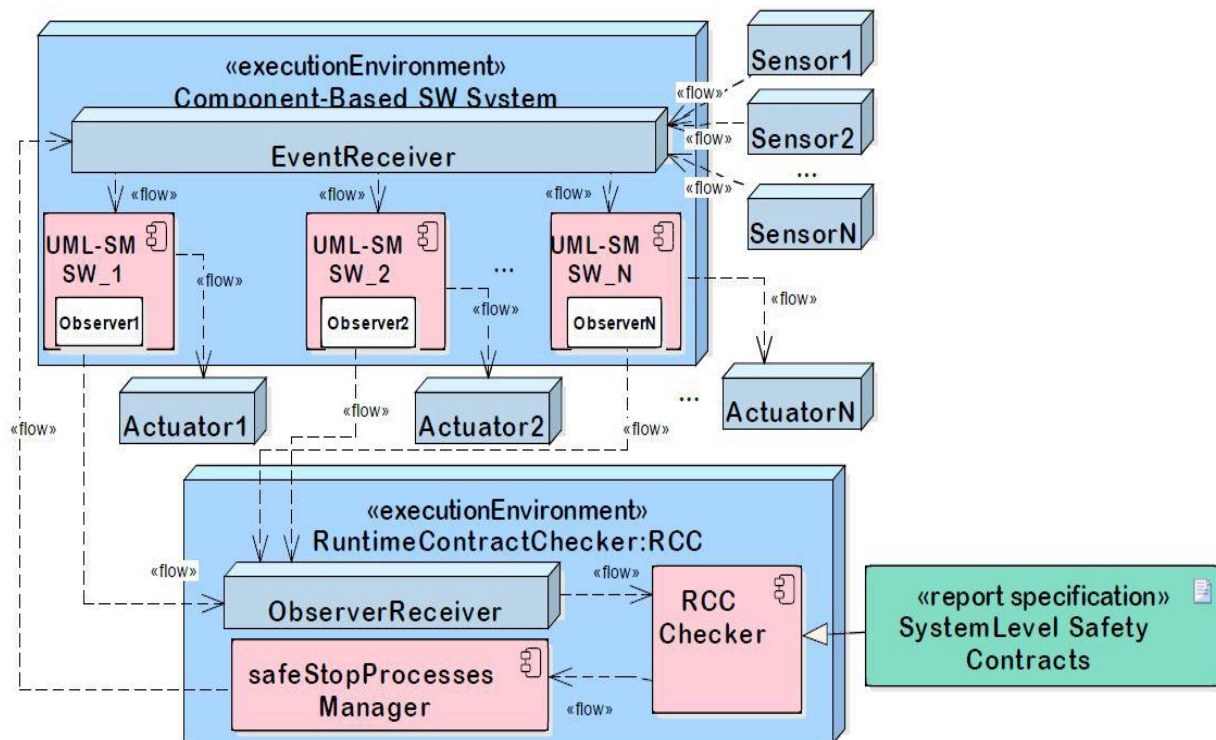 «executionEnvironment»
Component-Based SW System
Sensor1
«flow»
Sensor2
«flow»
...
«flow»
SensorN
EventReceiver
«flow»
«flow»
«flow»
UML-SM
SW_1
Observer1
«flow»
UML-SM
SW_2
Observer2
«flow»
...
UML-SM
SW_N
ObserverN
«flow»
Actuator1
Actuator2
...
ActuatorN
«flow»
«flow»
«flow»
«executionEnvironment»
RuntimeContractChecker:RCC
«flow»
ObserverReceiver
«flow»
RCC
Checker
«report specification»
SystemLevel Safety
Contracts
safeStopProcesses
Manager
«flow»